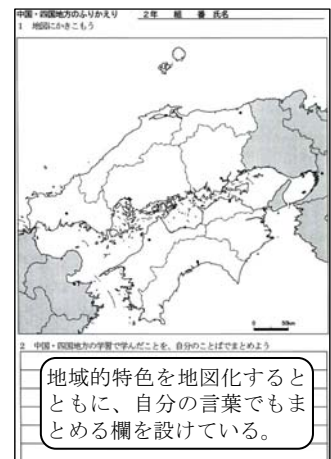 中国・四国地方のふりかえり 2年 組 番 氏名
1 地図にかきこもう
0 50km
2 中国・四国地方の学習で学んだことを、自分のことばでまとめよう
地域的特色を地図化すると
ともに、自分の言葉でもま
とめる欄を設けている。